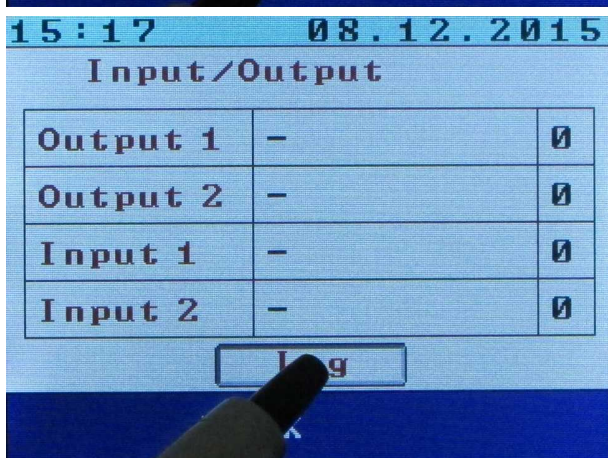 15:17 08.12.2015
Input/Output
Output 1 - 0
Output 2 - 0
Input 1 - 0
Input 2 - 0